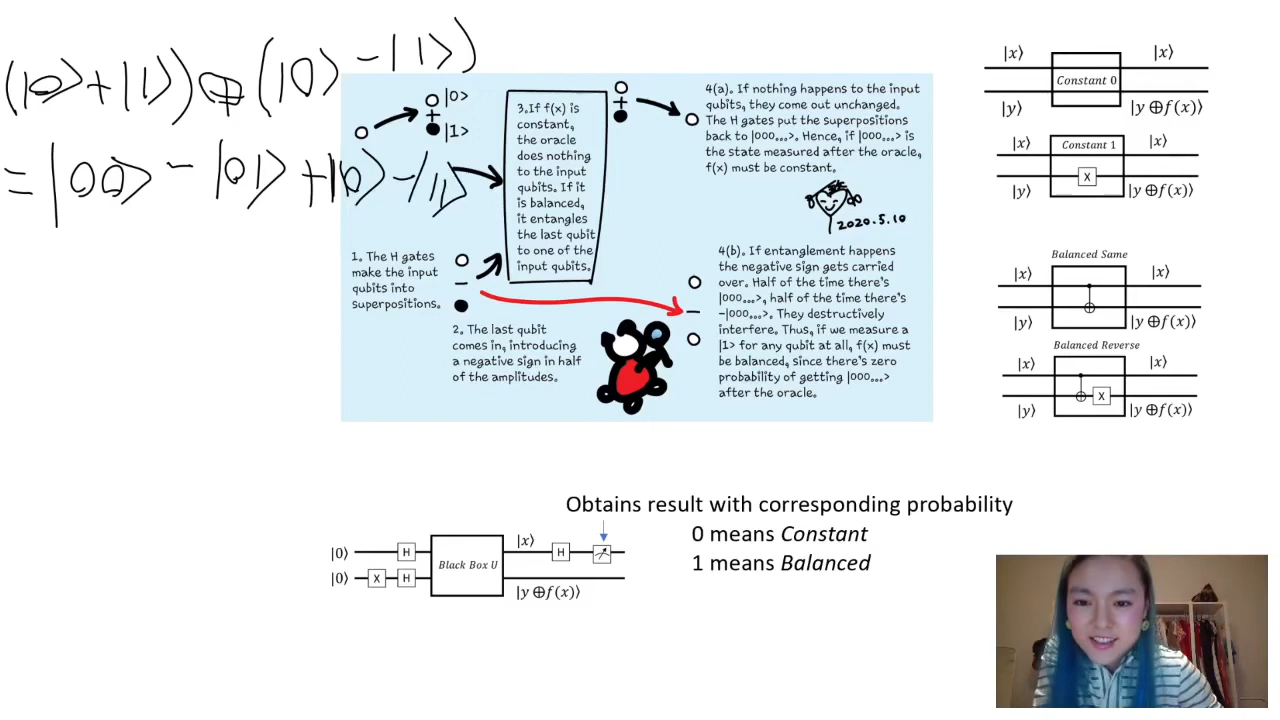 (|0⟩+|1⟩)⊕(|0⟩-|1⟩)
=|00⟩-|01⟩+|10⟩-|11⟩
|0⟩
+
|1⟩
1. The H gates
make the input
qubits into
superpositions.
2. The last qubit
comes in, introducing
a negative sign in half
of the amplitudes.
3.If f(x) is
constant,
the oracle
does nothing
to the input
qubits. If it
is balanced,
it entangles
the last qubit
to one of the
input qubits.
+
4(a). If nothing happens to the input
qubits, they come out unchanged.
The H gates put the superpositions
back to |000...>. Hence, if |000...> is
the state measured after the oracle,
f(x) must be constant.
2020.5.10
4(b). If entanglement happens
the negative sign gets carried
over. Half of the time there's
|000...>, half of the time there's
-|000...>. They destructively
interfere. Thus, if we measure a
|1> for any qubit at all, f(x) must
be balanced, since there's zero
probability of getting |000...>
after the oracle.
|x⟩ Constant 0 |x⟩
|y⟩ |y ⊕f(x)⟩
|x⟩ Constant 1 |x⟩
|y⟩ X |y ⊕f(x)⟩
Balanced Same
|x⟩ |x⟩
|y⟩ |y ⊕f(x)⟩
Balanced Reverse
|x⟩ |x⟩
|y⟩ X |y ⊕f(x)⟩
Obtains result with corresponding probability
0 means Constant
1 means Balanced
|0⟩ H Black Box U |x⟩ H
|0⟩ X H |y ⊕f(x)⟩